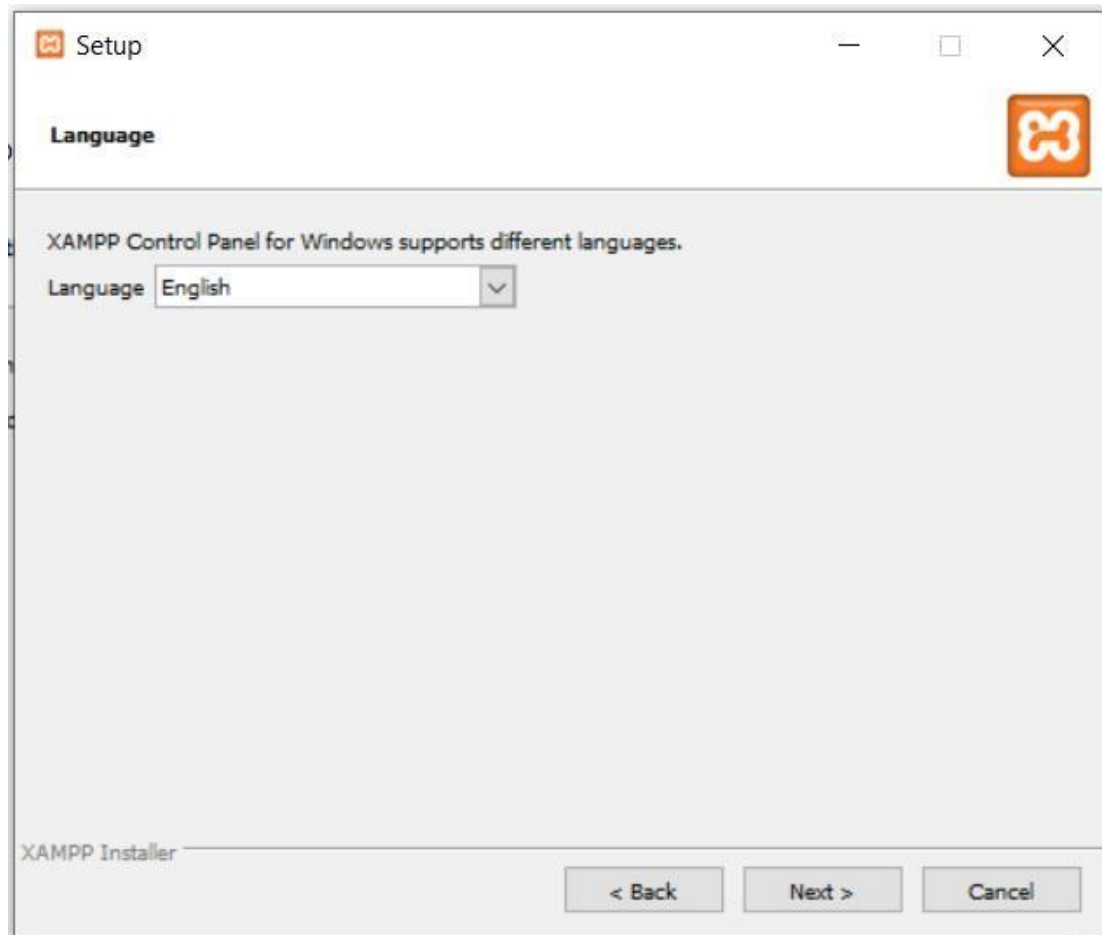 Setup
Language
XAMPP Control Panel for Windows supports different languages.
Language English
XAMPP Installer
< Back Next > Cancel